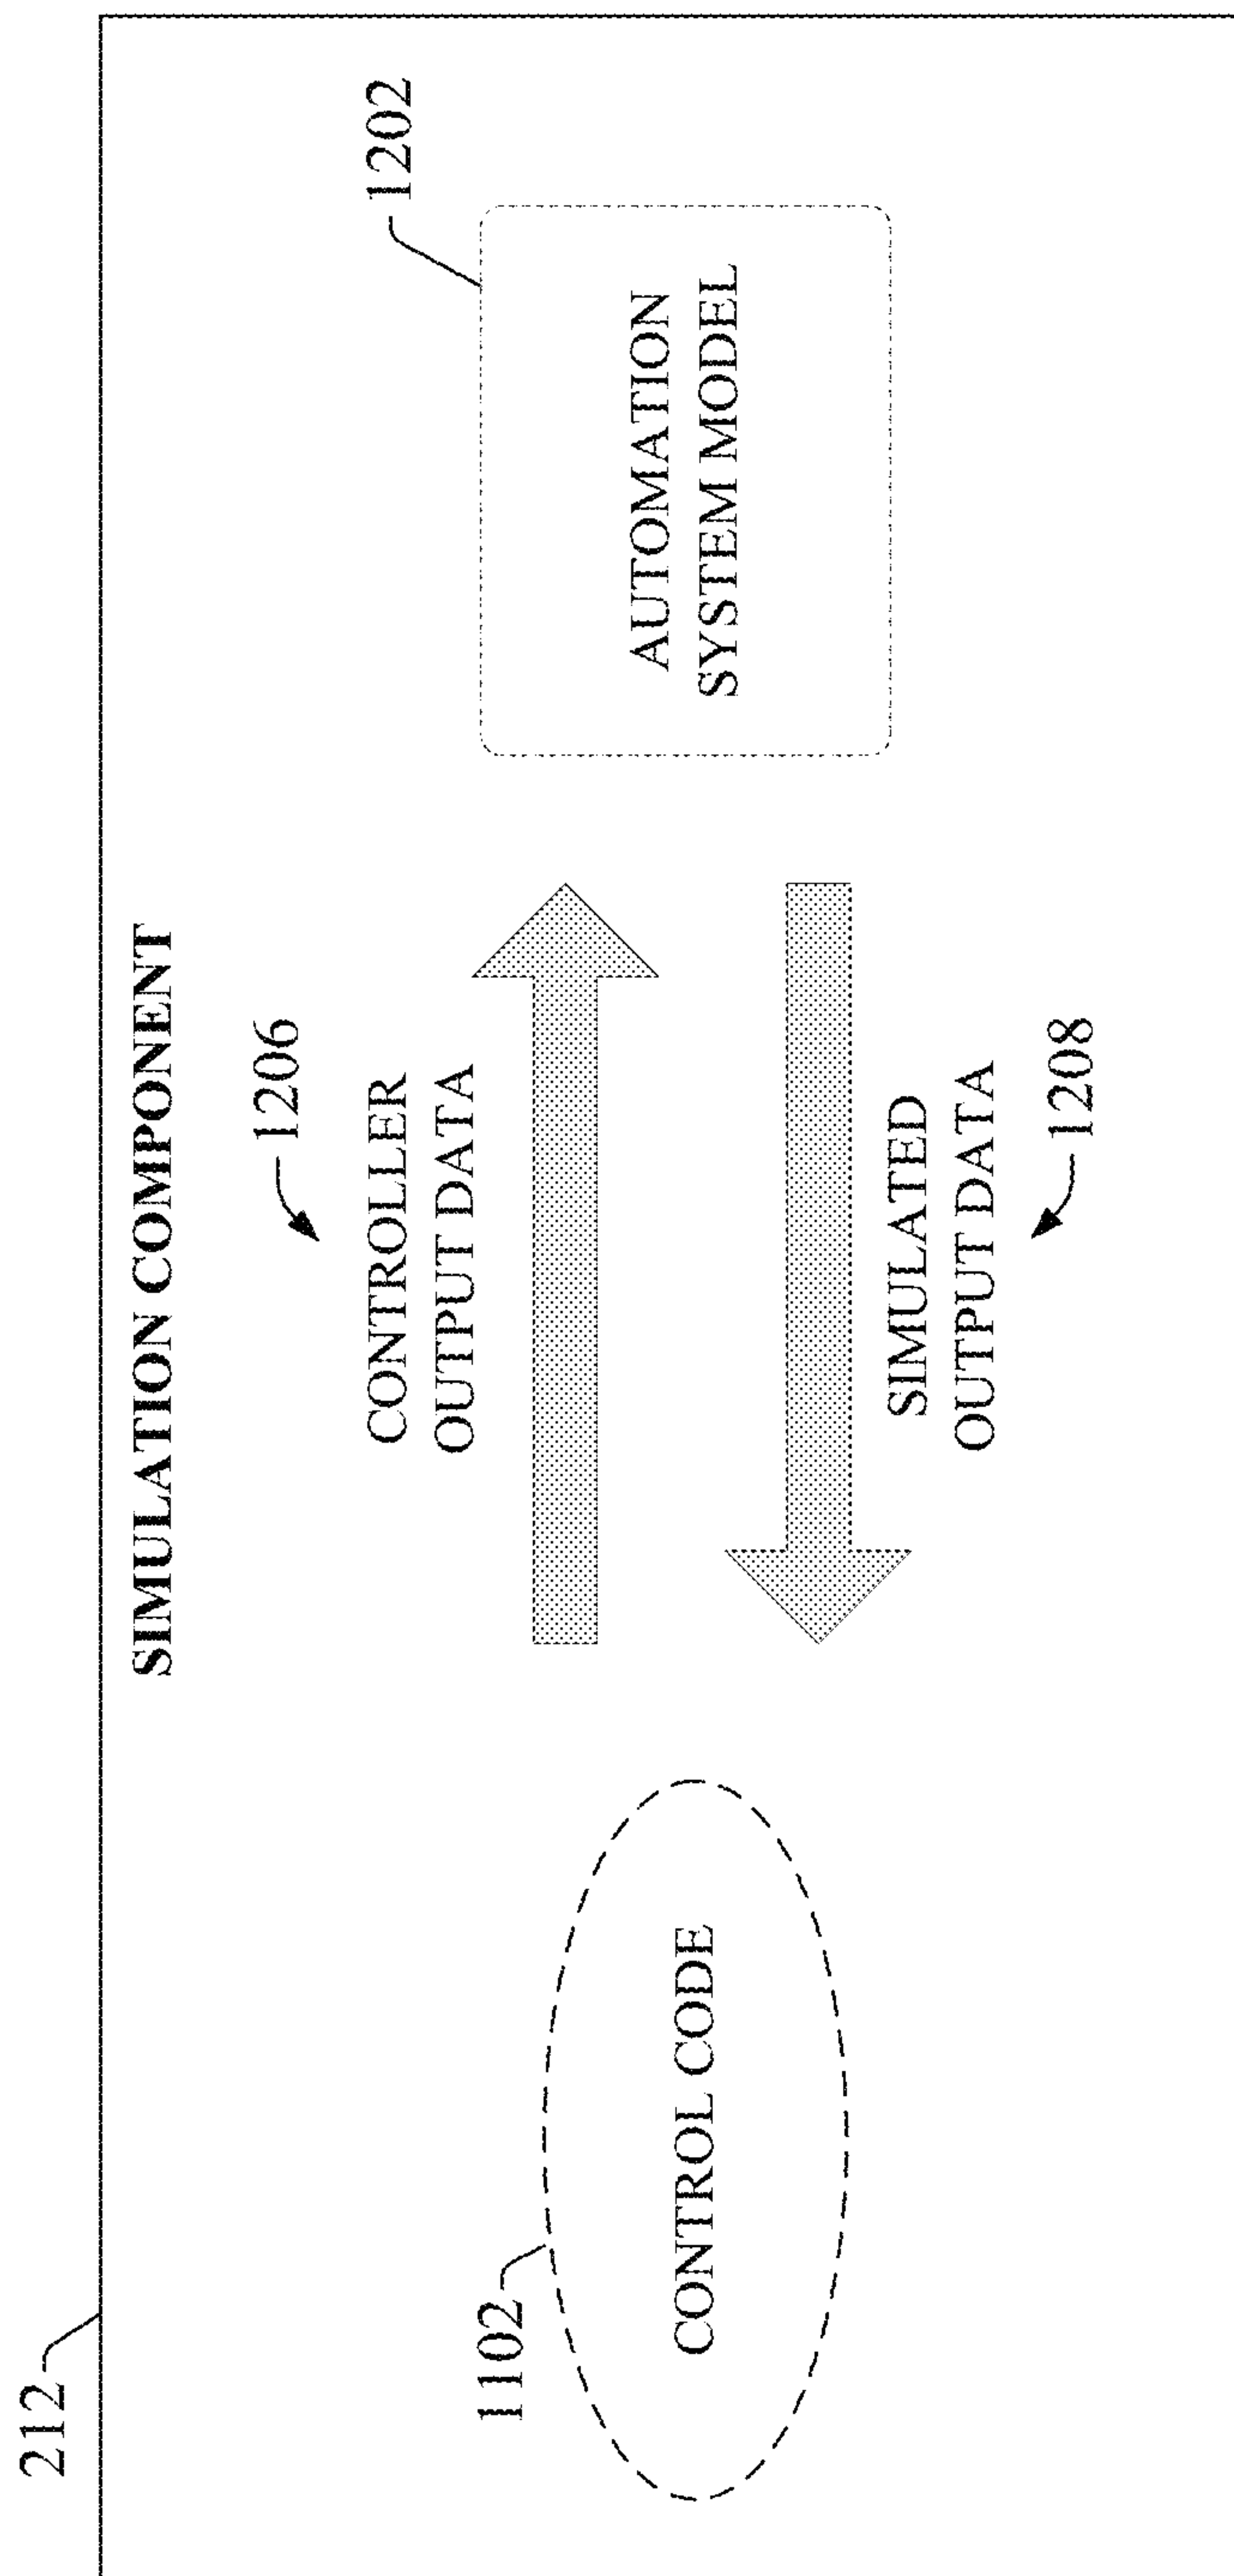 212
SIMULATION COMPONENT
1206
CONTROLLER
OUTPUT DATA
1202
1102
CONTROL CODE
AUTOMATION
SYSTEM MODEL
SIMULATED
OUTPUT DATA
1208